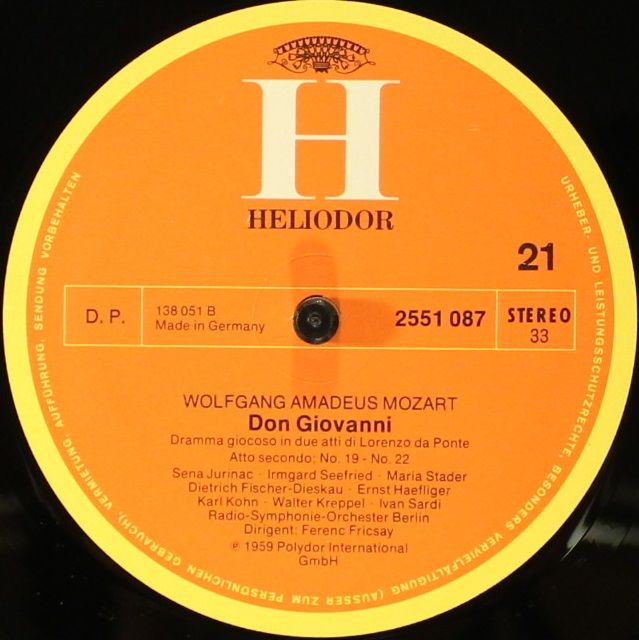 H
HELIODOR
21
D. P.
138 051 B
Made in Germany
2551 087
STEREO
33
WOLFGANG AMADEUS MOZART
Don Giovanni
Dramma giocoso in due atti di Lorenzo da Ponte
Atto secondo; No. 19 - No. 22
Sena Jurinac · Irmgard Seefried · Maria Stader
Dietrich Fischer-Dieskau · Ernst Haefliger
Karl Kohn · Walter Kreppel · Ivan Sardi
Radio-Symphonie-Orchester Berlin
Dirigent: Ferenc Fricsay
℗ 1959 Polydor International
GmbH
URHEBER- UND LEISTUNGSSCHUTZRECHTE, BESONDERS VERVIELFÄLTIGUNG (AUSSER ZUM PERSÖNLICHEN GEBRAUCH), VERMIETUNG, AUFFÜHRUNG, SENDUNG VORBEHALTEN